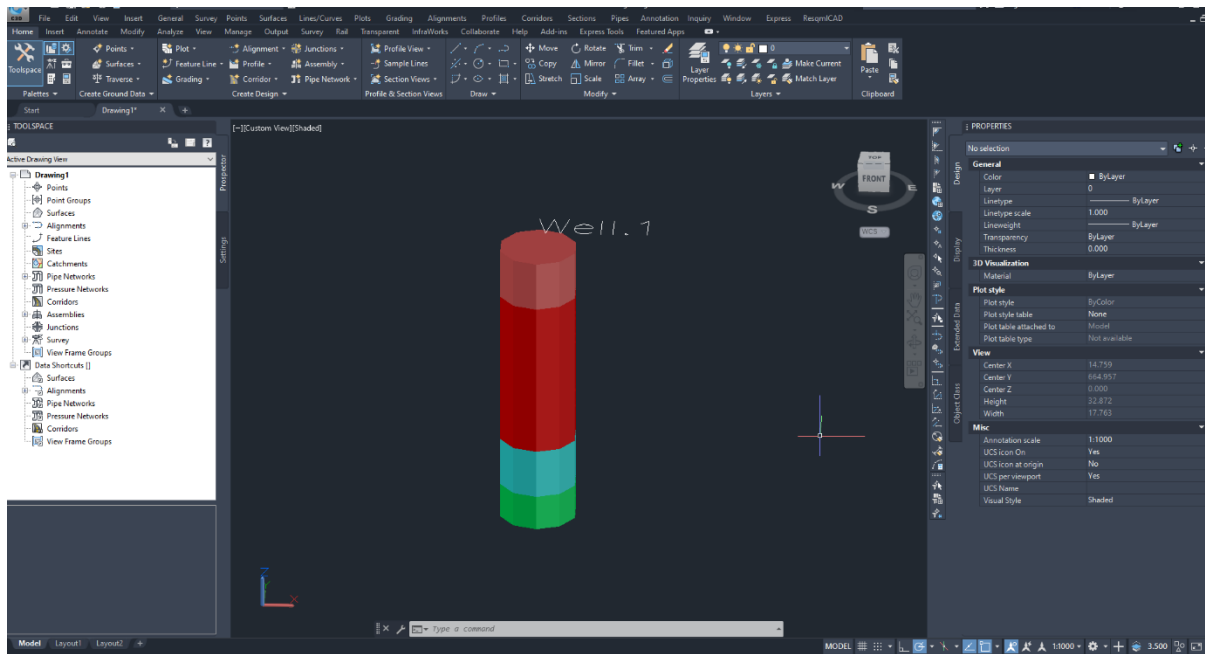 C3D File Edit View Insert General Survey Points Surfaces Lines/Curves Plots Grading Alignments Profiles Corridors Sections Pipes Annotation Inquiry Window Express ResqmlCAD
Home Insert Annotate Modify Analyze View Manage Output Survey Rail Transparent InfraWorks Collaborate Help Add-ins Express Tools Featured Apps
Points Plot Alignment Junctions Profile View Move Rotate Trim 0
Toolspace Surfaces Feature Line Profile Assembly Sample Lines Copy Mirror Fillet Layer Properties Make Current Paste
Traverse Grading Corridor Pipe Network Section Views Stretch Scale Array Match Layer
Palettes Create Ground Data Create Design Profile & Section Views Draw Modify Layers Clipboard
Start Drawing1*
TOOLSPACE
Active Drawing View
Drawing1
Points
Point Groups
Surfaces
Alignments
Feature Lines
Sites
Catchments
Pipe Networks
Pressure Networks
Corridors
Assemblies
Junctions
Survey
View Frame Groups
Data Shortcuts []
Surfaces
Alignments
Pipe Networks
Pressure Networks
Corridors
View Frame Groups
Prospector
Settings
[-][Custom View][Shaded]
Well.1
TOP
FRONT
W
E
S
WCS
Z
X
Type a command
PROPERTIES
No selection
Design
Display
Extended Data
Object Class
General
Color ByLayer
Layer 0
Linetype ByLayer
Linetype scale 1.000
Lineweight ByLayer
Transparency ByLayer
Thickness 0.000
3D Visualization
Material ByLayer
Plot style
Plot style ByColor
Plot style table None
Plot table attached to Model
Plot table type Not available
View
Center X 14.759
Center Y 664.957
Center Z 0.000
Height 32.872
Width 17.763
Misc
Annotation scale 1:1000
UCS icon On Yes
UCS icon at origin No
UCS per viewport Yes
UCS Name
Visual Style Shaded
Model Layout1 Layout2 +
MODEL 1:1000 3.500